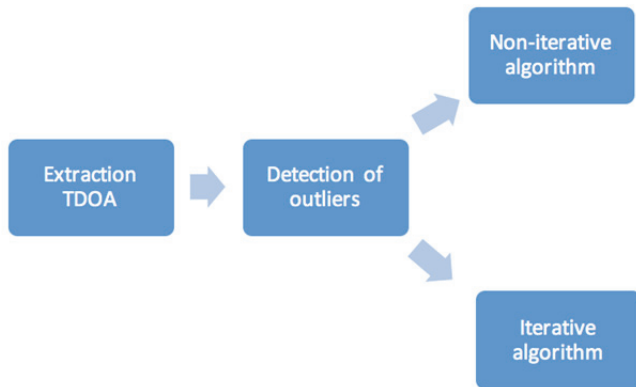 Non-iterative
algorithm
Extraction
TDOA
Detection of
outliers
Iterative
algorithm